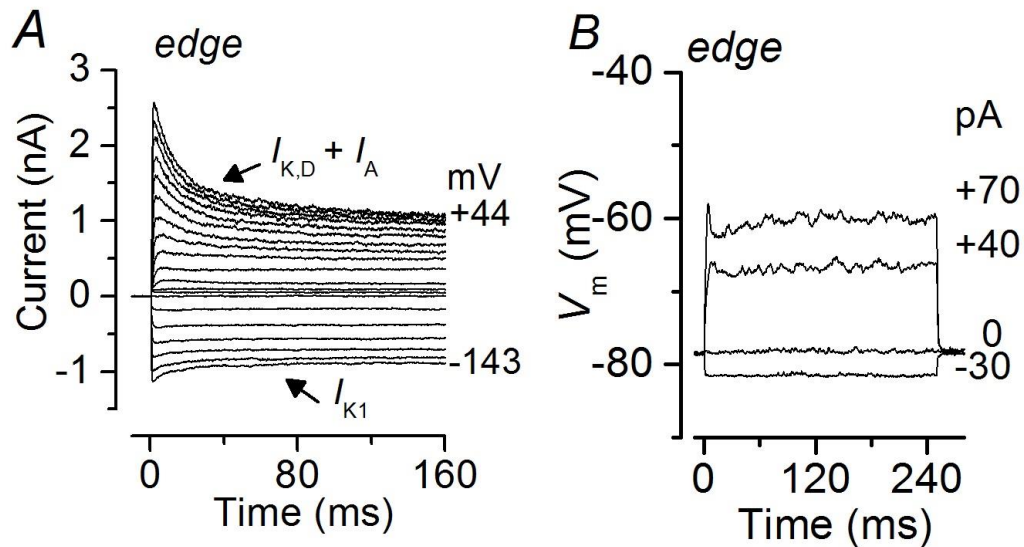 A
edge
3
2
1
0
-1
Current (nA)
I K,D + I A
mV
+44
-143
I K1
0 80 160
Time (ms)
B
edge
-40
-60
-80
V m (mV)
pA
+70
+40
0
-30
0 120 240
Time (ms)